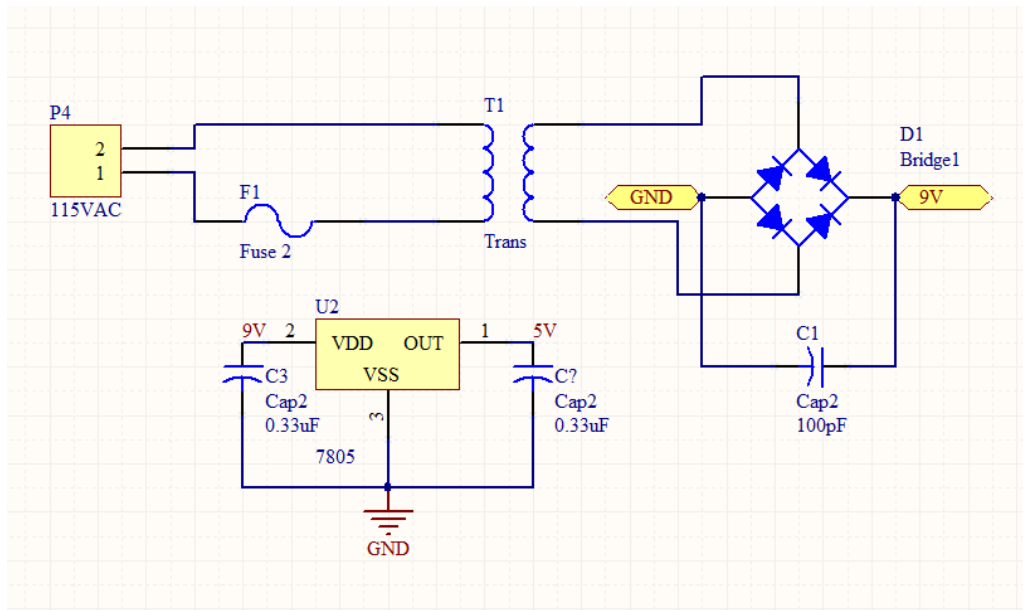 P4
2
1
115VAC
F1
Fuse 2
T1
Trans
GND
D1
Bridge1
9V
C1
Cap2
100pF
U2
9V
2
VDD
OUT
1
5V
VSS
3
C3
Cap2
0.33uF
C?
Cap2
0.33uF
7805
GND